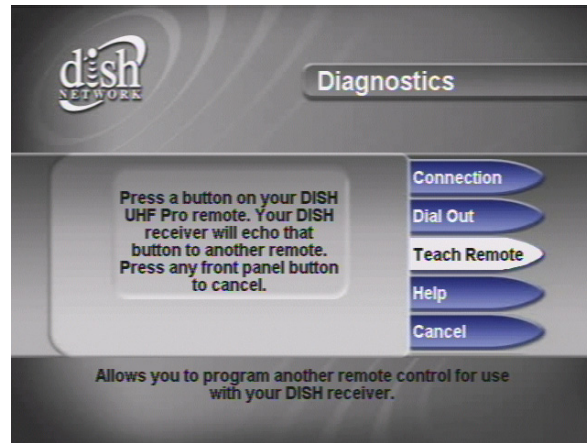 dish
NETWORK
Diagnostics
Press a button on your DISH
UHF Pro remote. Your DISH
receiver will echo that
button to another remote.
Press any front panel button
to cancel.
Connection
Dial Out
Teach Remote
Help
Cancel
Allows you to program another remote control for use
with your DISH receiver.